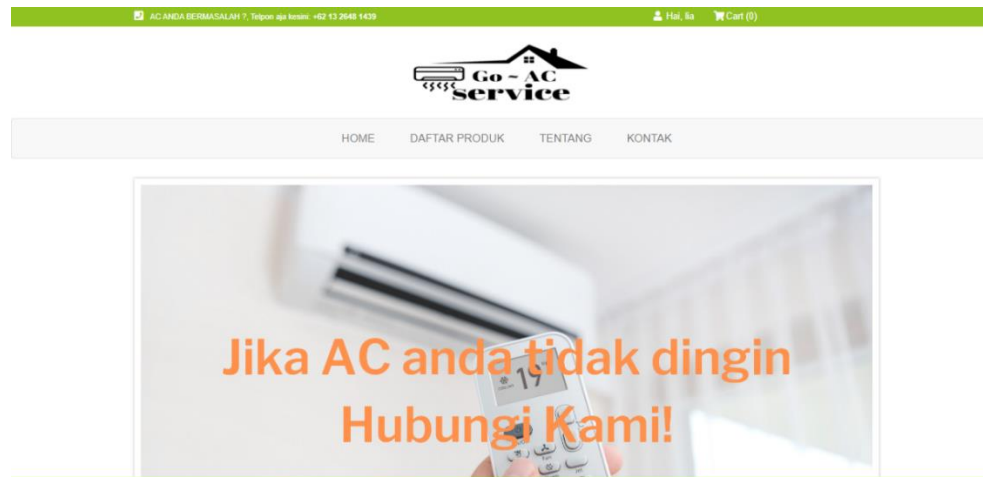 AC ANDA BERMASALAH ?, Telpon aja kesini: +62 13 2648 1439
Hai, lia
Cart (0)
Go ~ AC
service
HOME DAFTAR PRODUK TENTANG KONTAK
19°
Jika AC anda tidak dingin
Hubungi Kami!